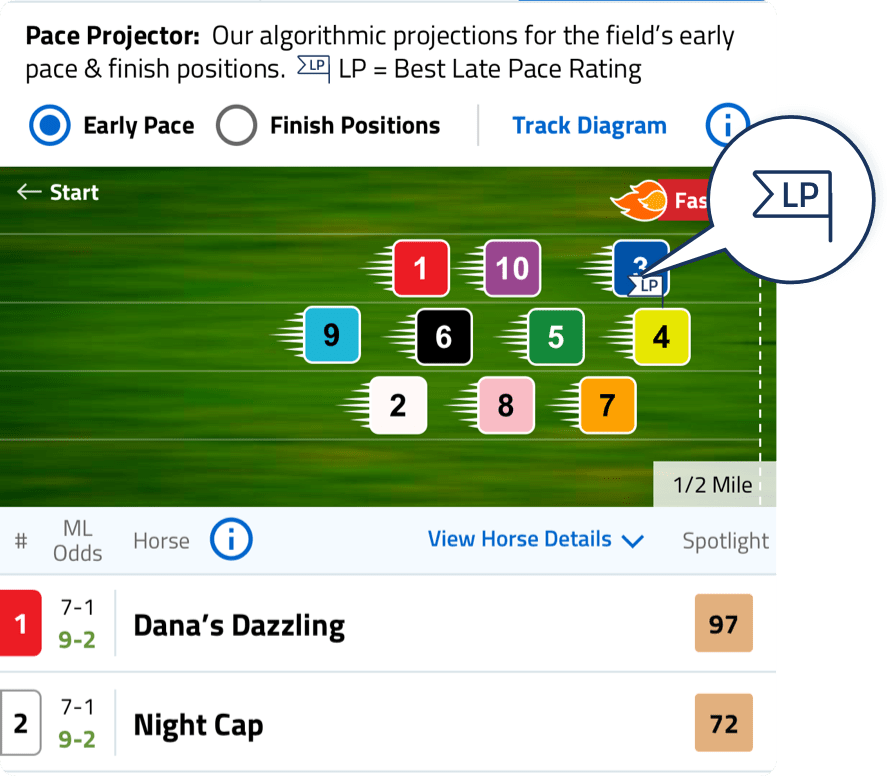 Pace Projector: Our algorithmic projections for the field’s early
pace & finish positions. LP LP = Best Late Pace Rating
Early Pace Finish Positions Track Diagram i
← Start
Fas
LP
1 10 3
LP
9 6 5 4
2 8 7
1/2 Mile
# ML Odds Horse i View Horse Details Spotlight
1 7-1 Dana’s Dazzling 97
9-2
2 7-1 Night Cap 72
9-2